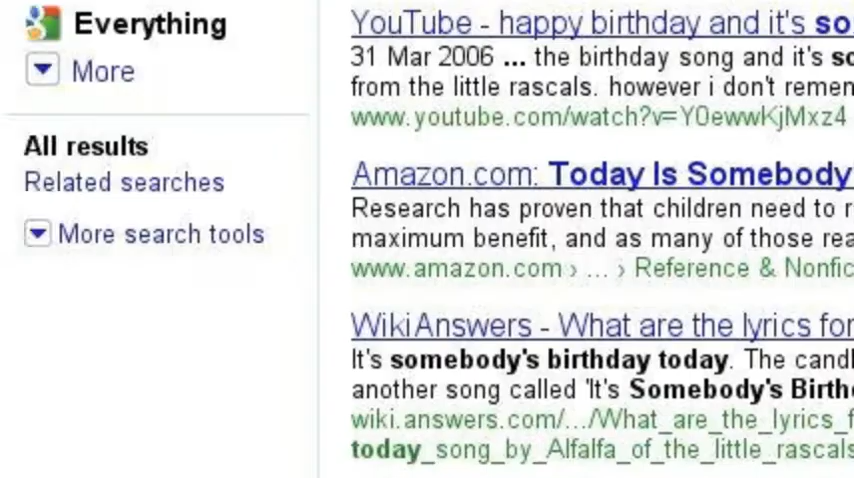 Everything
More
All results
Related searches
More search tools
YouTube - happy birthday and it's so
31 Mar 2006 ... the birthday song and it's so
from the little rascals. however i don't remem
www.youtube.com/watch?v=Y0ewwKjMxz4
Amazon.com: Today Is Somebody
Research has proven that children need to r
maximum benefit, and as many of those rea
www.amazon.com › ... › Reference & Nonfic
WikiAnswers - What are the lyrics for
It's somebody's birthday today. The candl
another song called 'It's Somebody's Birth
wiki.answers.com/.../What_are_the_lyrics_f
today_song_by_Alfalfa_of_the_little_rascals